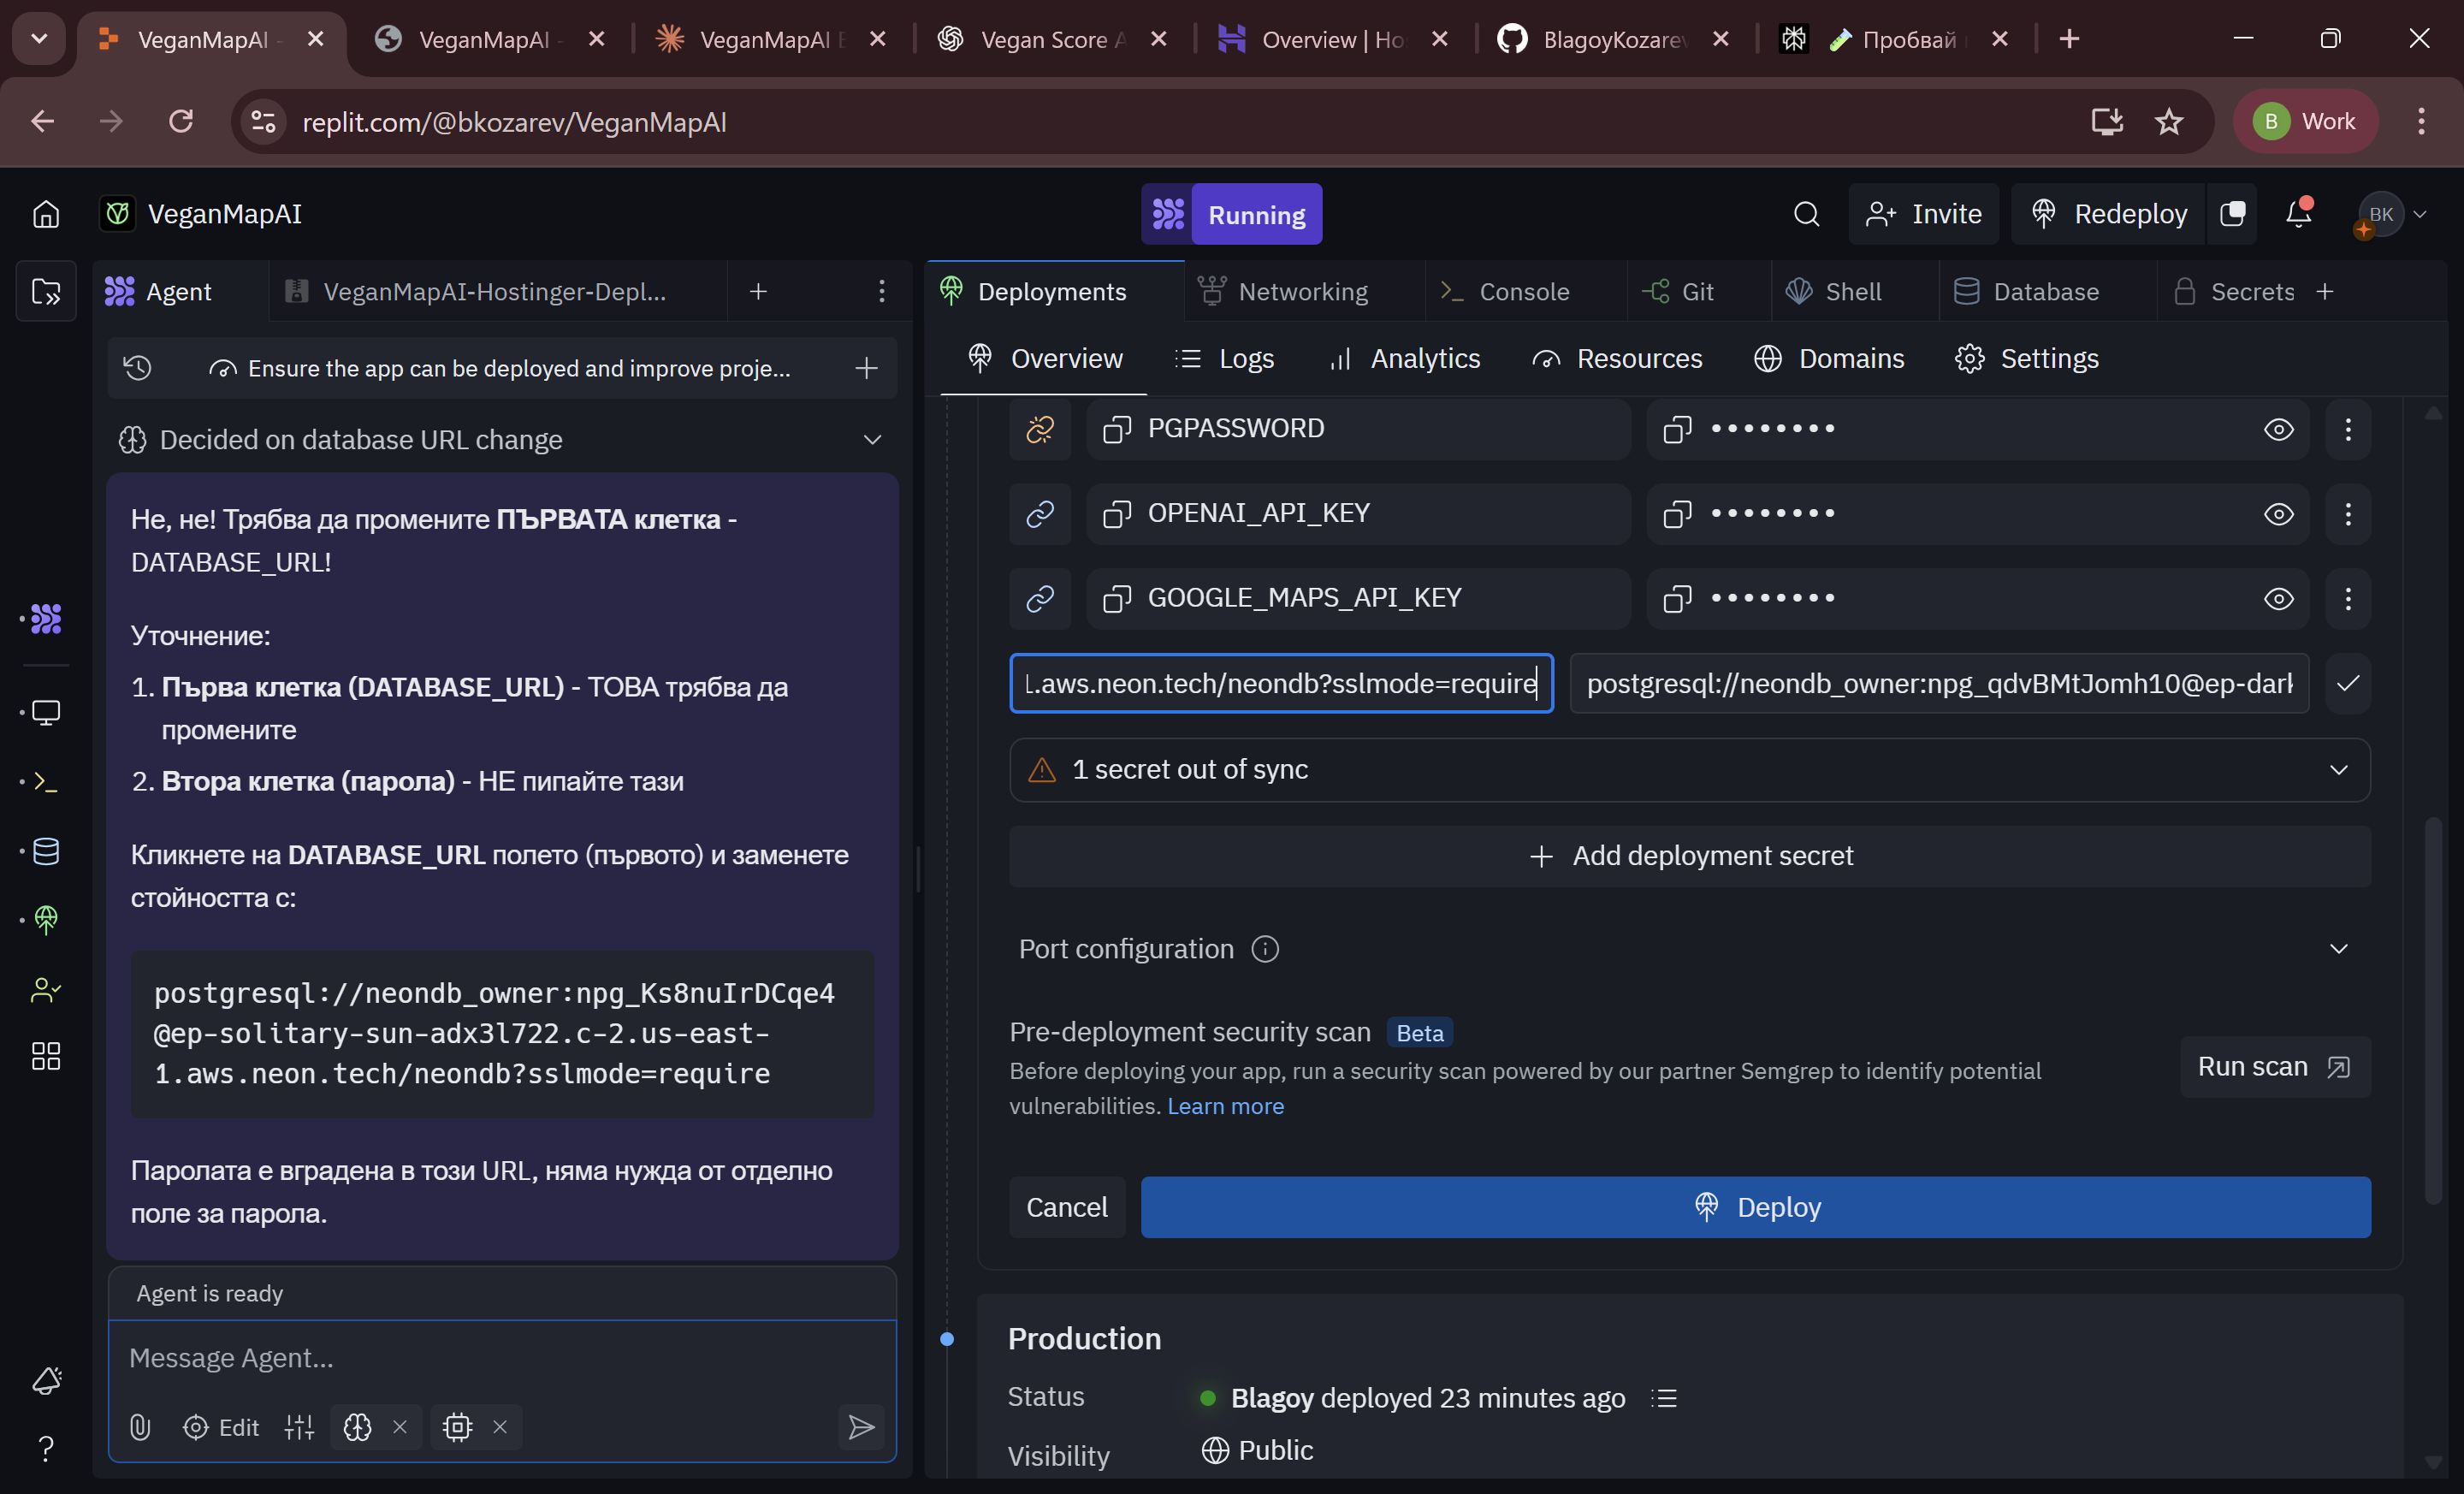 VeganMapAI -
VeganMapAI -
VeganMapAI
Vegan Score A
Overview | Ho
BlagoyKozarev
Пробвай
replit.com/@bkozarev/VeganMapAI
B Work
VeganMapAI
Running
Invite
Redeploy
BK
Agent
VeganMapAI-Hostinger-Depl...
Ensure the app can be deployed and improve proje...
Decided on database URL change
Не, не! Трябва да промените ПЪРВАТА клетка -
DATABASE_URL!
Уточнение:
1. Първа клетка (DATABASE_URL) - ТОВА трябва да
промените
2. Втора клетка (парола) - НЕ пипайте тази
Кликнете на DATABASE_URL полето (първото) и заменете
стойността с:
postgresql://neondb_owner:npg_Ks8nuIrDCqe4
@ep-solitary-sun-adx3l722.c-2.us-east-
1.aws.neon.tech/neondb?sslmode=require
Паролата е вградена в този URL, няма нужда от отделно
поле за парола.
Agent is ready
Message Agent...
Edit
Deployments
Networking
Console
Git
Shell
Database
Secrets
Overview
Logs
Analytics
Resources
Domains
Settings
PGPASSWORD ••••••••
OPENAI_API_KEY ••••••••
GOOGLE_MAPS_API_KEY ••••••••
1.aws.neon.tech/neondb?sslmode=require postgresql://neondb_owner:npg_qdvBMtJomh10@ep-dark
1 secret out of sync
Add deployment secret
Port configuration
Pre-deployment security scan Beta
Before deploying your app, run a security scan powered by our partner Semgrep to identify potential
vulnerabilities. Learn more
Run scan
Cancel
Deploy
Production
Status Blagoy deployed 23 minutes ago
Visibility Public